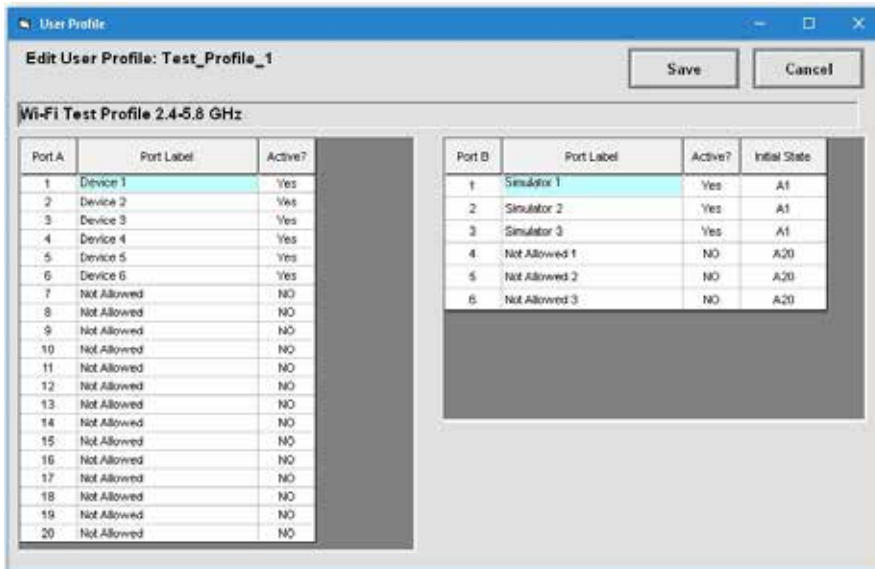 User Profile
Edit User Profile: Test_Profile_1
Save Cancel
Wi-Fi Test Profile 2.4-5.8 GHz
Port A Port Label Active?
1 Device 1 Yes
2 Device 2 Yes
3 Device 3 Yes
4 Device 4 Yes
5 Device 5 Yes
6 Device 6 Yes
7 Not Allowed NO
8 Not Allowed NO
9 Not Allowed NO
10 Not Allowed NO
11 Not Allowed NO
12 Not Allowed NO
13 Not Allowed NO
14 Not Allowed NO
15 Not Allowed NO
16 Not Allowed NO
17 Not Allowed NO
18 Not Allowed NO
19 Not Allowed NO
20 Not Allowed NO
Port B Port Label Active? Initial State
1 Simulator 1 Yes A1
2 Simulator 2 Yes A1
3 Simulator 3 Yes A1
4 Not Allowed 1 NO A20
5 Not Allowed 2 NO A20
6 Not Allowed 3 NO A20